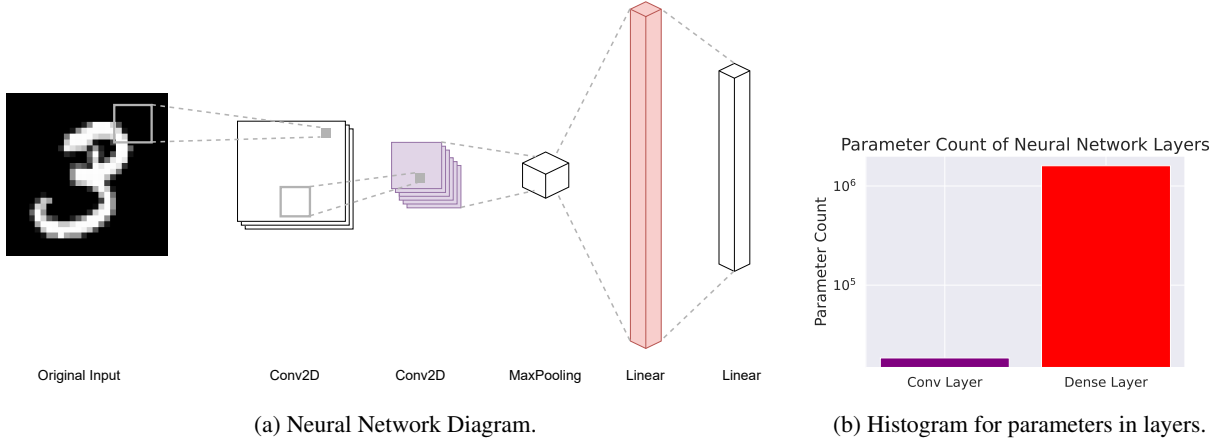 Original Input
Conv2D
Conv2D
MaxPooling
Linear
Linear
(a) Neural Network Diagram.
Parameter Count of Neural Network Layers
Parameter Count
10^6
10^5
Conv Layer
Dense Layer
(b) Histogram for parameters in layers.